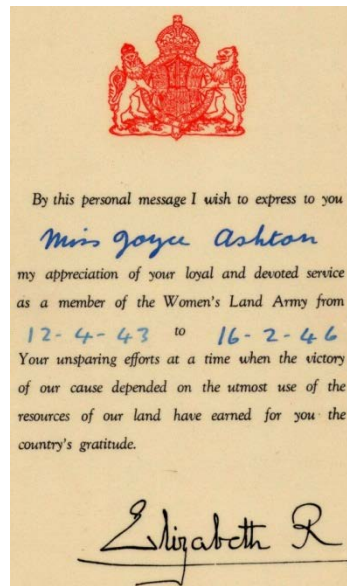 By this personal message I wish to express to you
Miss Joyce Ashton
my appreciation of your loyal and devoted service
as a member of the Women's Land Army from
12-4-43 to 16-2-46
Your unsparing efforts at a time when the victory
of our cause depended on the utmost use of the
resources of our land have earned for you the
country's gratitude.
Elizabeth R